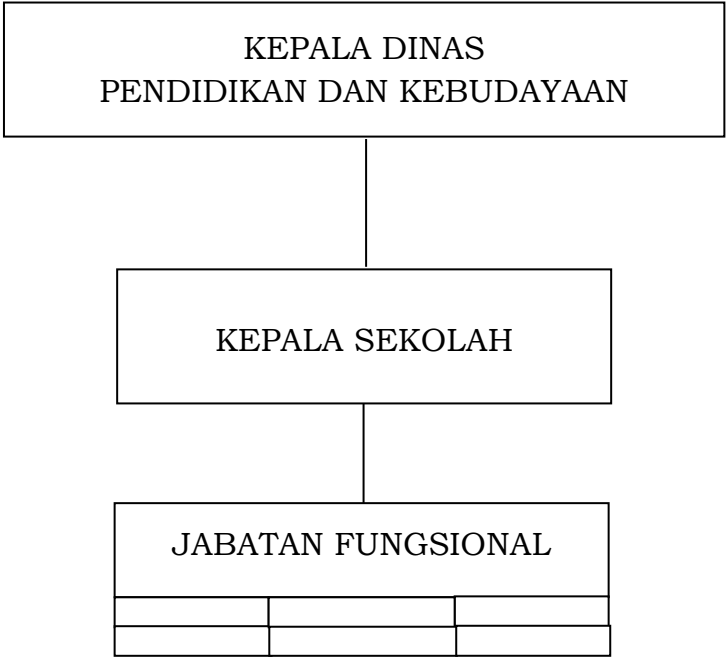 KEPALA DINAS
PENDIDIKAN DAN KEBUDAYAAN
KEPALA SEKOLAH
JABATAN FUNGSIONAL